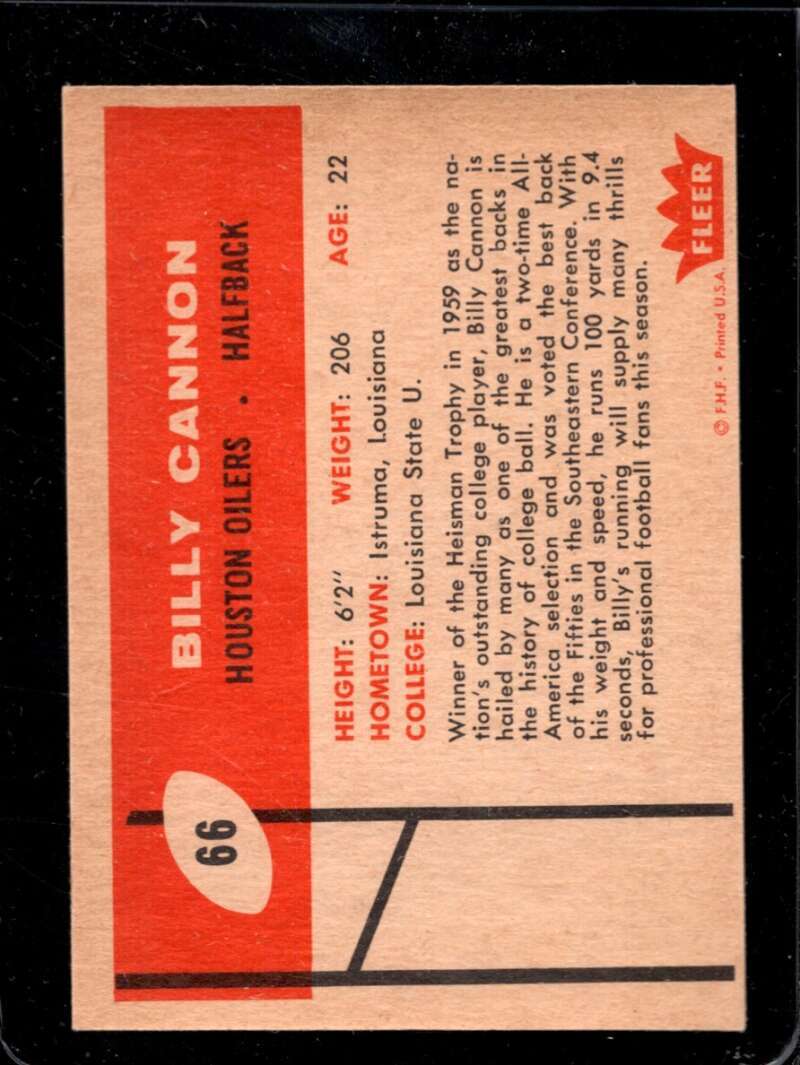 66
BILLY CANNON
HOUSTON OILERS . HALFBACK
HEIGHT: 6'2" WEIGHT: 206 AGE: 22
HOMETOWN: Istruma, Louisiana
COLLEGE: Louisiana State U.
Winner of the Heisman Trophy in 1959 as the na-
tion's outstanding college player, Billy Cannon is
hailed by many as one of the greatest backs in
the history of college ball. He is a two-time All-
America selection and was voted the best back
of the Fifties in the Southeastern Conference. With
his weight and speed, he runs 100 yards in 9.4
seconds, Billy's running will supply many thrills
for professional football fans this season.
FLEER
© F.H.F. • Printed U.S.A.